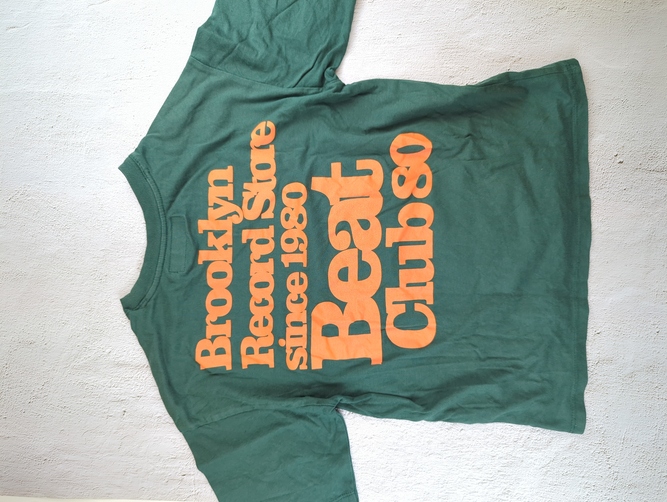 Brooklyn
Record Store
since 1980
Beat
Club 80